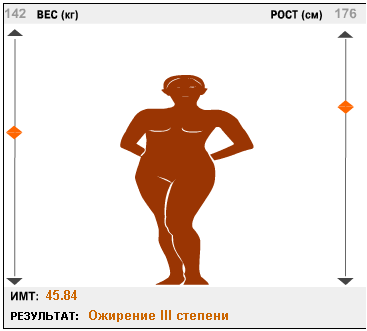 142 ВЕС (кг) РОСТ (см) 176
ИМТ: 45.84
РЕЗУЛЬТАТ: Ожирение III степени